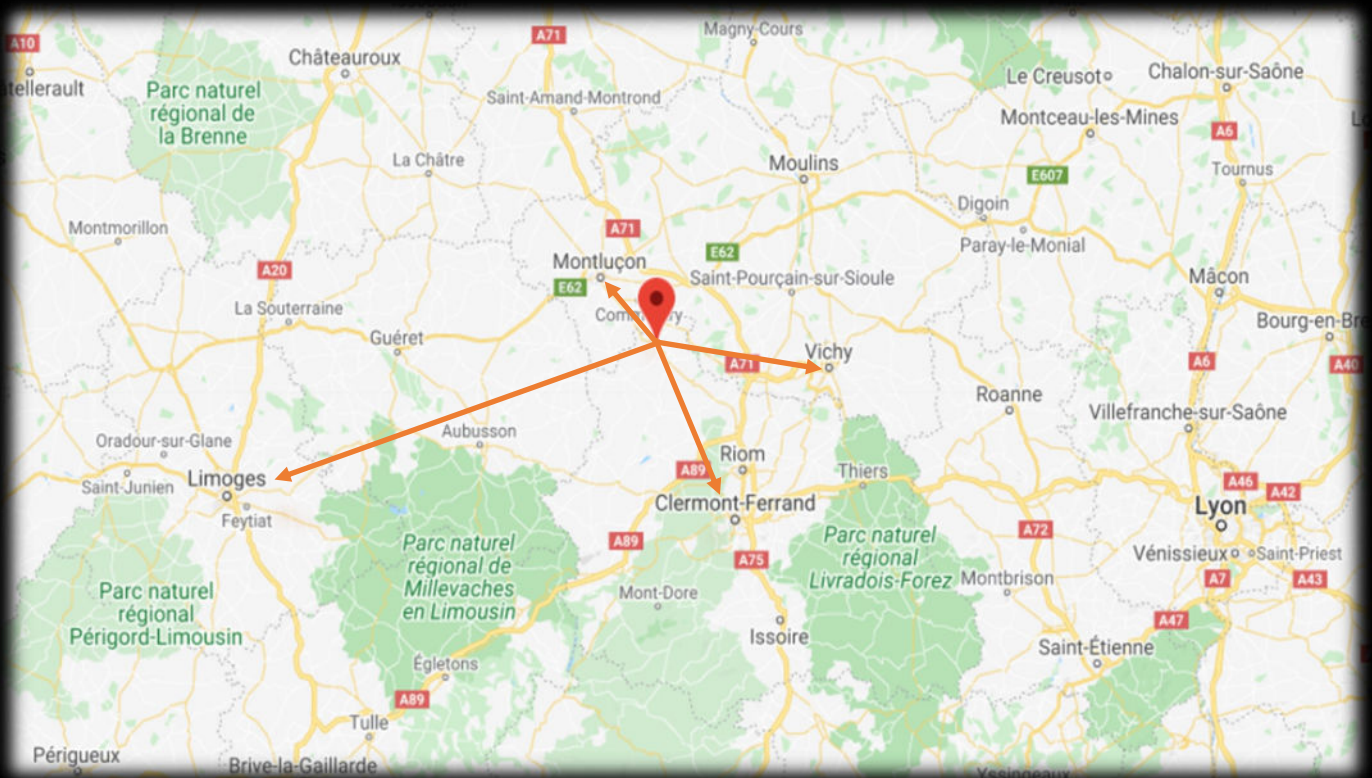 Magny-Cours
A71
A10
Châteauroux
Le Creusot
Chalon-sur-Saône
tellerault
Parc naturel
régional de
la Brenne
Saint-Amand-Montrond
Montceau-les-Mines
A6
La Châtre
Moulins
E607
Tournus
Digoin
Montmorillon
A71
Paray-le-Monial
E62
Montluçon
A20
Saint-Pourçain-sur-Sioule
Mâcon
E62
La Souterraine
Bourg-en-Bre
Guéret
Vichy
A71
A6
A40
Roanne
Villefranche-sur-Saône
Aubusson
Oradour-sur-Glane
Riom
A89
Thiers
Limoges
Saint-Junien
A46
A42
Clermont-Ferrand
Lyon
Feytiat
A72
Parc naturel
régional de
Millevaches
en Limousin
A89
Parc naturel
régional
Livradois-Forez
A75
Vénissieux
Saint-Priest
Montbrison
A7
A43
Parc naturel
régional
Périgord-Limousin
Mont-Dore
A47
Issoire
Saint-Étienne
Égletons
A89
Tulle
Périgueux
Brive-la-Gaillarde
Yssingeaux